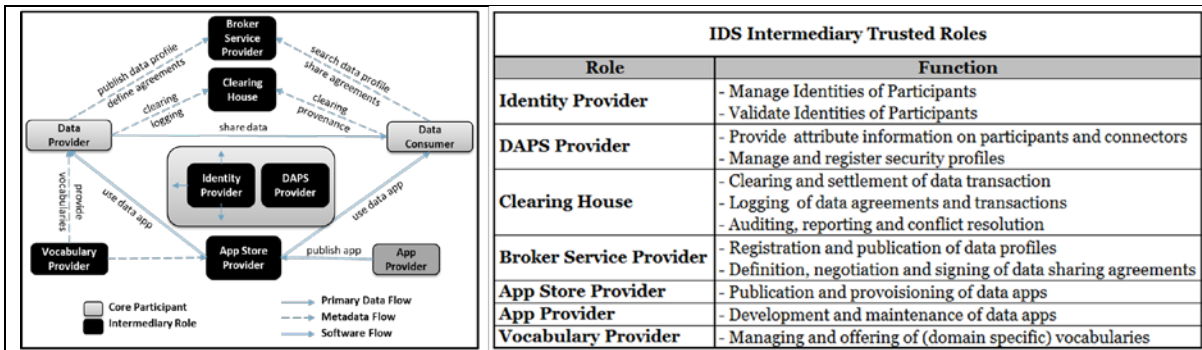 Broker
Service
Provider
publish data profile
define agreements
search data profile
share agreements
Clearing
House
clearing
logging
clearing
provenance
Data
Provider
share data
Data
Consumer
Identity
Provider
DAPS
Provider
provide
vocabularies
use data app
use data app
Vocabulary
Provider
App Store
Provider
publish app
App
Provider
Core Participant
Intermediary Role
Primary Data Flow
Metadata Flow
Software Flow
IDS Intermediary Trusted Roles
Role Function
Identity Provider
- Manage Identities of Participants
- Validate Identities of Participants
DAPS Provider
- Provide attribute information on participants and connectors
- Manage and register security profiles
Clearing House
- Clearing and settlement of data transaction
- Logging of data agreements and transactions
- Auditing, reporting and conflict resolution
Broker Service Provider
- Registration and publication of data profiles
- Definition, negotiation and signing of data sharing agreements
App Store Provider - Publication and provoisioning of data apps
App Provider - Development and maintenance of data apps
Vocabulary Provider - Managing and offering of (domain specific) vocabularies